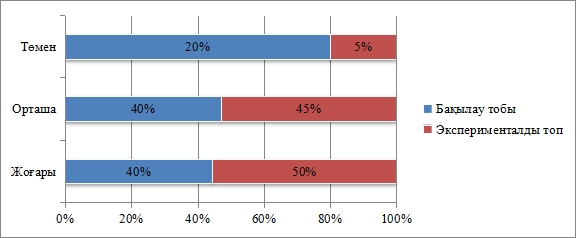 Төмен 20% 5%
Орташа 40% 45%
Жоғары 40% 50%
0% 20% 40% 60% 80% 100%
Бақылау тобы
Эксперименталды топ